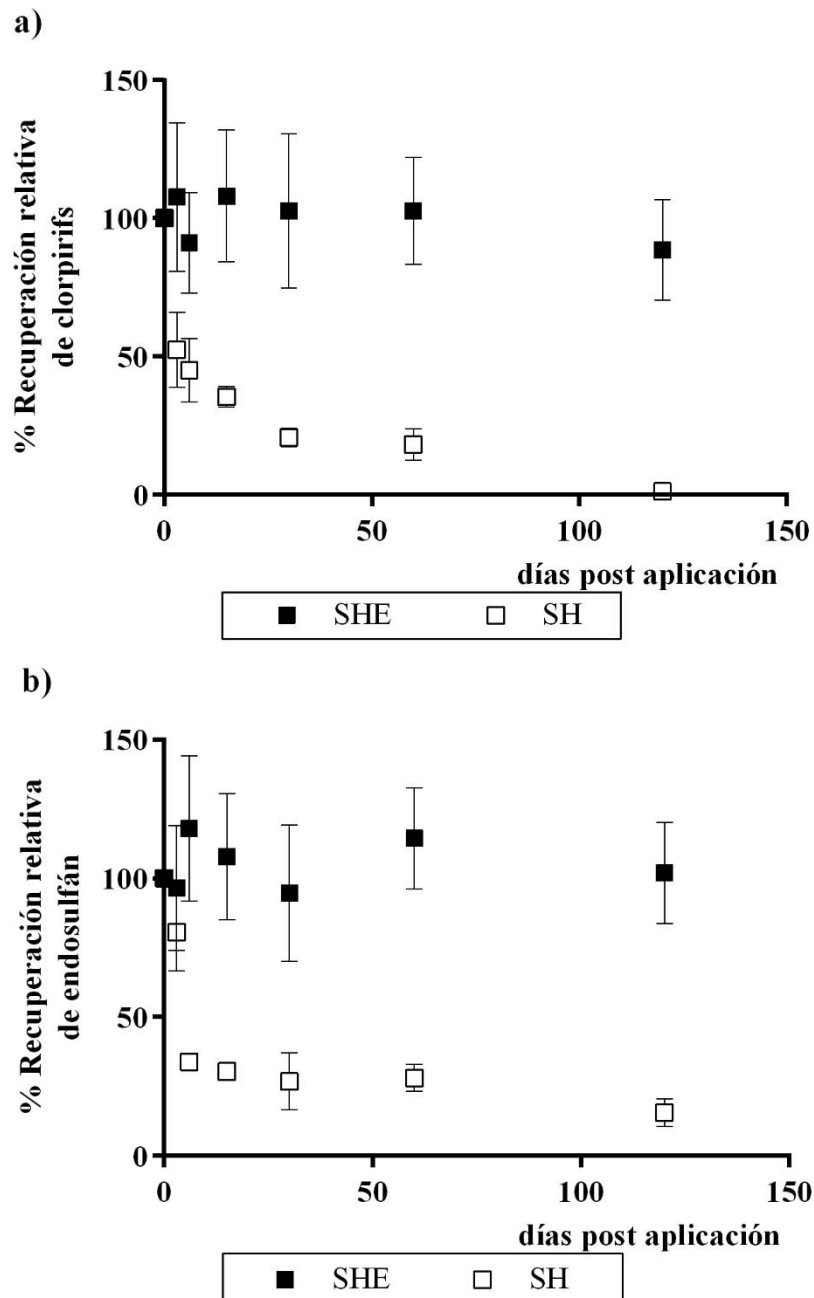 a)
% Recuperación relativa
de clorpirifs
150
100
50
0
0 50 100 150
días post aplicación
SHE SH
b)
% Recuperación relativa
de endosulfán
150
100
50
0
0 50 100 150
días post aplicación
SHE SH